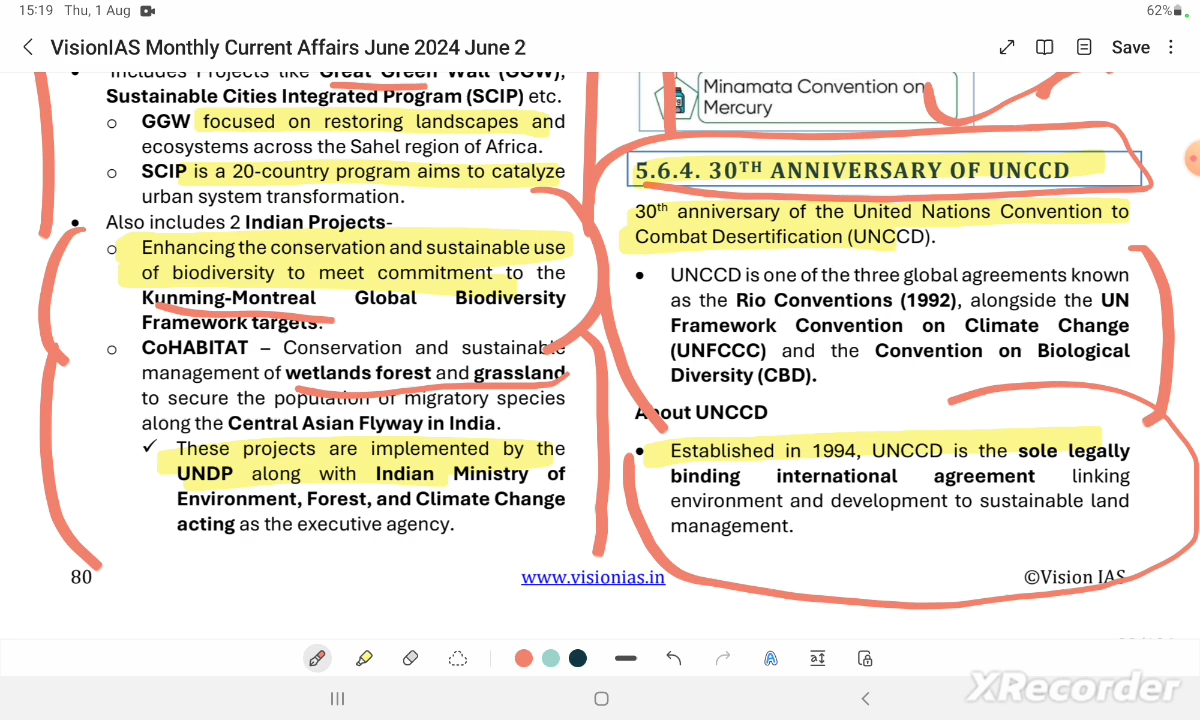 15:19 Thu, 1 Aug
62%
VisionIAS Monthly Current Affairs June 2024 June 2
Save
Includes Projects like Great Green Wall (GGW),
Sustainable Cities Integrated Program (SCIP) etc.
o GGW focused on restoring landscapes and
ecosystems across the Sahel region of Africa.
o SCIP is a 20-country program aims to catalyze
urban system transformation.
• Also includes 2 Indian Projects-
o Enhancing the conservation and sustainable use
of biodiversity to meet commitment to the
Kunming-Montreal Global Biodiversity
Framework targets.
o CoHABITAT – Conservation and sustainable
management of wetlands forest and grassland
to secure the population of migratory species
along the Central Asian Flyway in India.
✓ These projects are implemented by the
UNDP along with Indian Ministry of
Environment, Forest, and Climate Change
acting as the executive agency.
Minamata Convention on
Mercury
5.6.4. 30TH ANNIVERSARY OF UNCCD
30th anniversary of the United Nations Convention to
Combat Desertification (UNCCD).
• UNCCD is one of the three global agreements known
as the Rio Conventions (1992), alongside the UN
Framework Convention on Climate Change
(UNFCCC) and the Convention on Biological
Diversity (CBD).
About UNCCD
• Established in 1994, UNCCD is the sole legally
binding international agreement linking
environment and development to sustainable land
management.
80
www.visionias.in
©Vision IAS
XRecorder